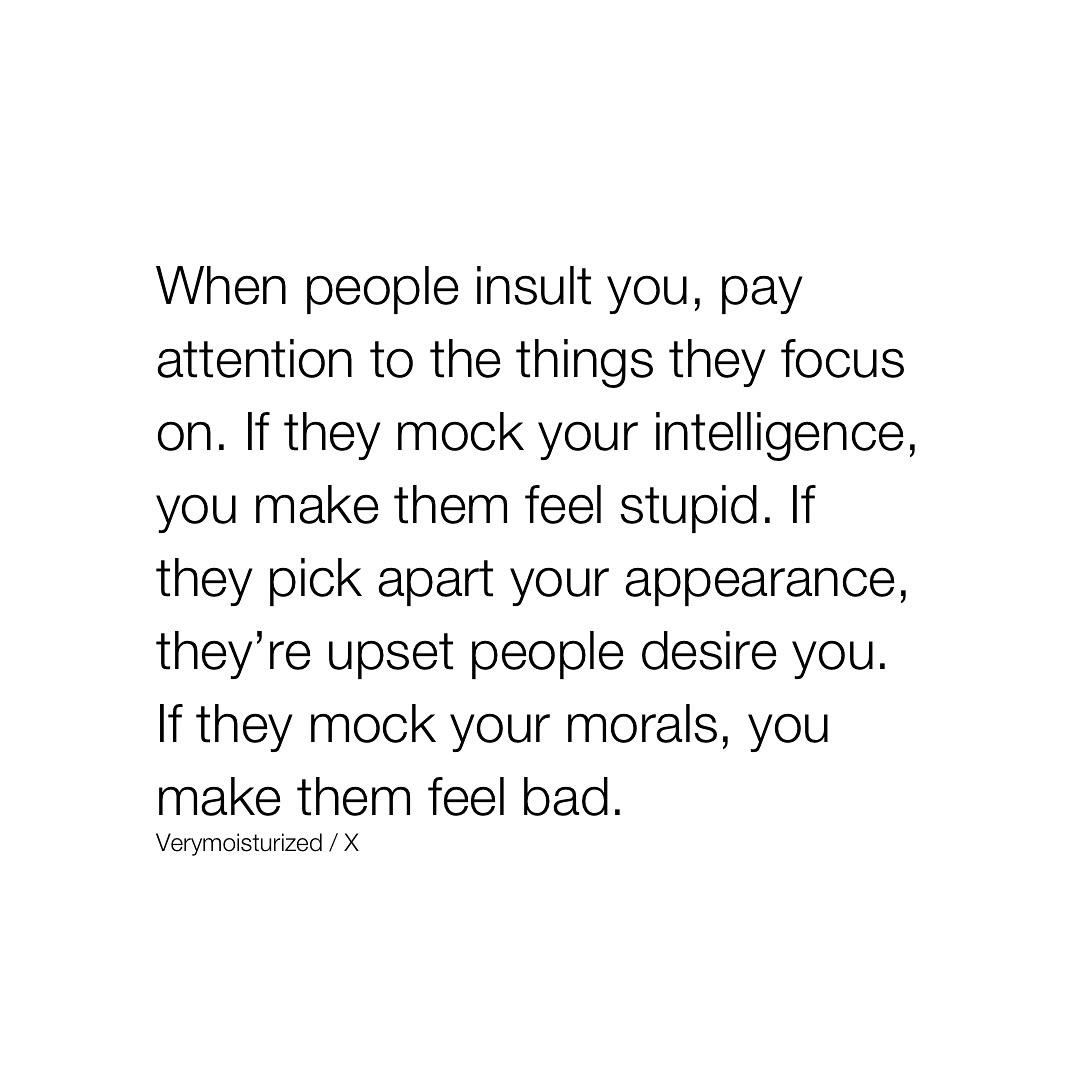 When people insult you, pay
attention to the things they focus
on. If they mock your intelligence,
you make them feel stupid. If
they pick apart your appearance,
they’re upset people desire you.
If they mock your morals, you
make them feel bad.
Verymoisturized / X